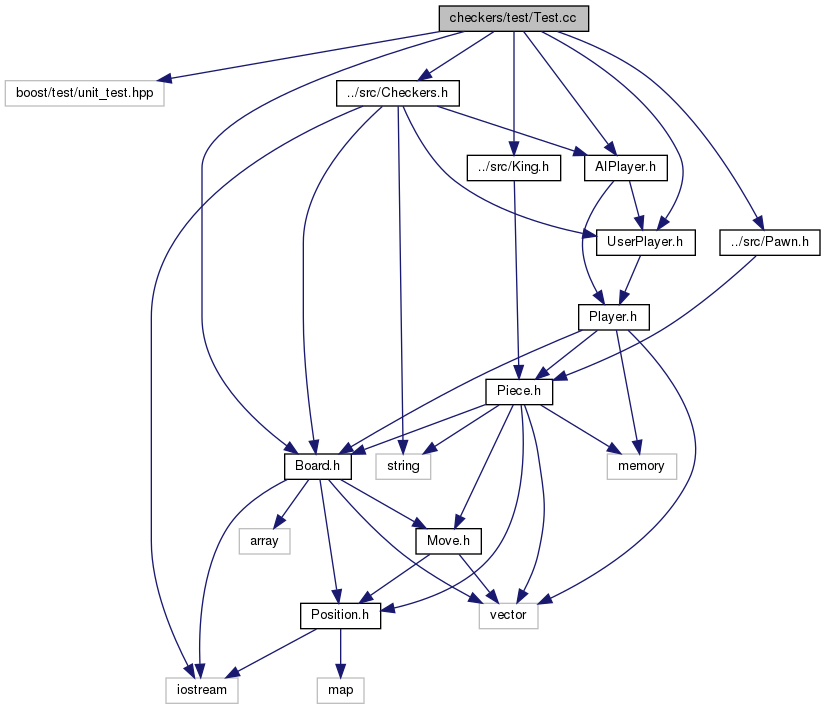 checkers/test/Test.cc
boost/test/unit_test.hpp
../src/Checkers.h
../src/King.h
AIPlayer.h
UserPlayer.h
../src/Pawn.h
Player.h
Piece.h
Board.h
string
memory
array
Move.h
Position.h
vector
iostream
map